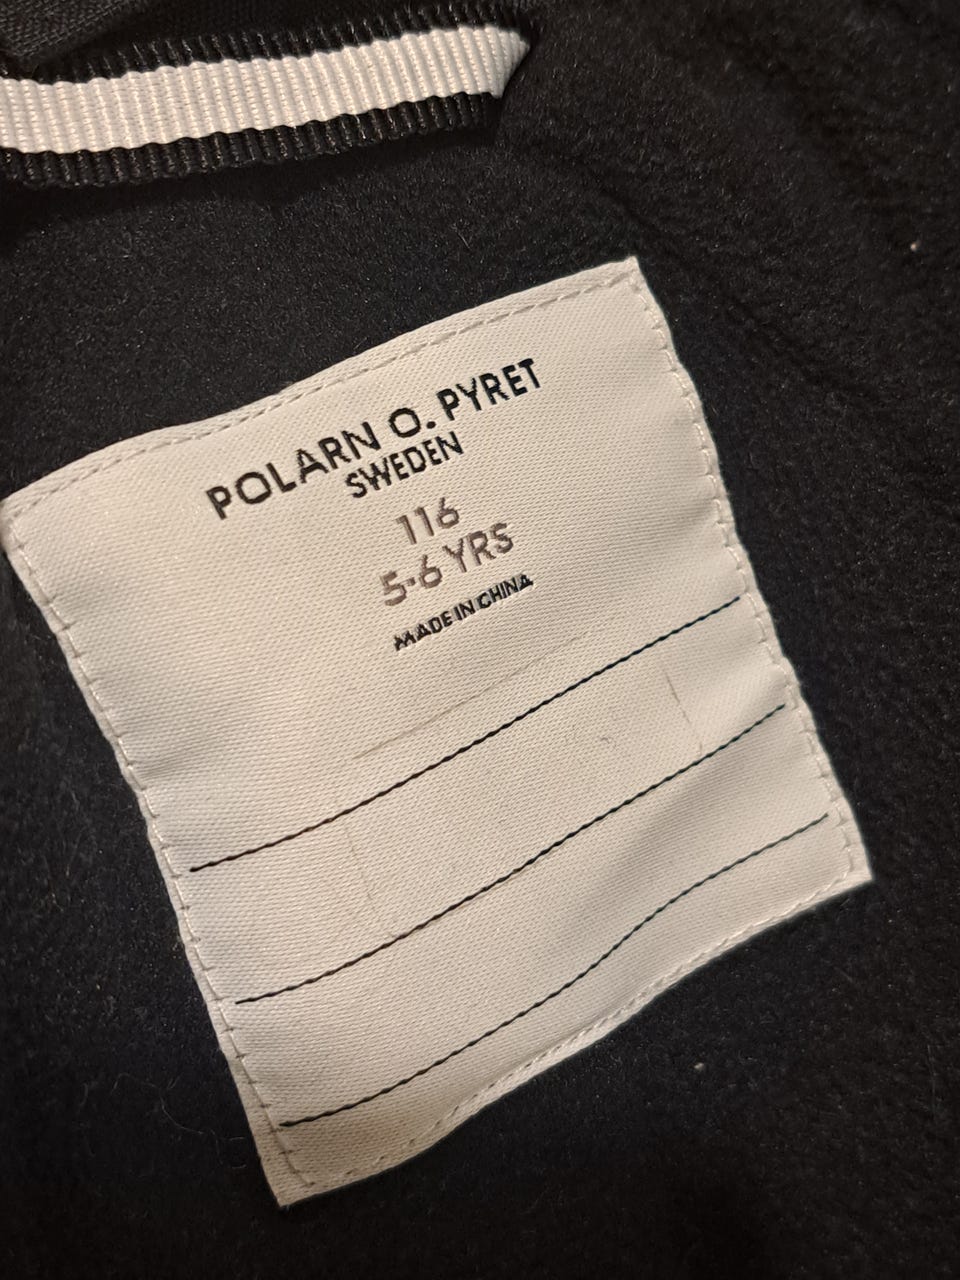 POLARN O. PYRET
SWEDEN
116
5-6 YRS
MADE IN CHINA